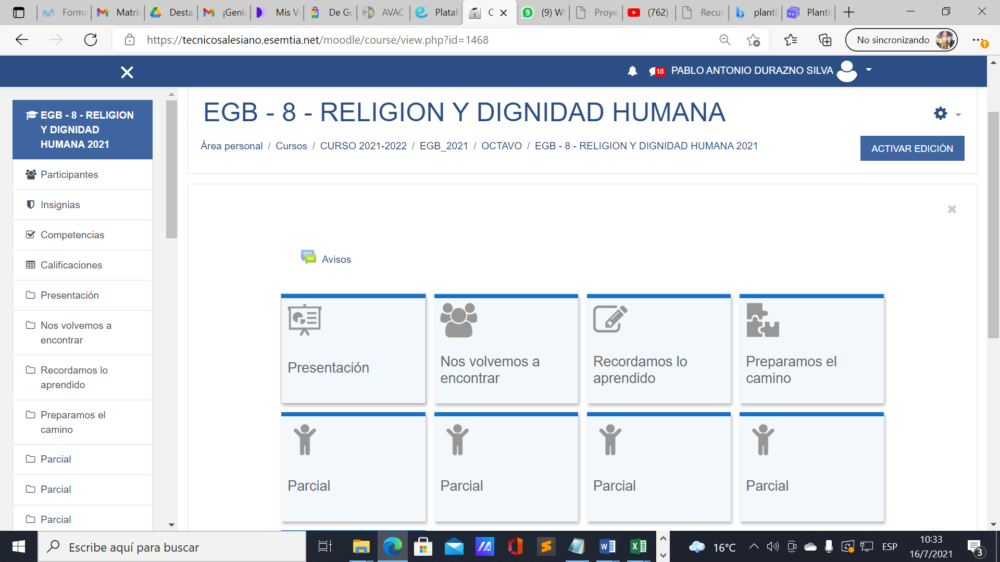 Forma
Matriz
Desta
¡Genia
Mis Vi
De Gu
AVAC
Plataf
C
(9) Wh
Proye
(762)
Recur
planti
Plantil
https://tecnicosalesiano.esemtia.net/moodle/course/view.php?id=1468
No sincronizando
18
PABLO ANTONIO DURAZNO SILVA
EGB - 8 - RELIGION
Y DIGNIDAD
HUMANA 2021
Participantes
Insignias
Competencias
Calificaciones
Presentación
Nos volvemos a
encontrar
Recordamos lo
aprendido
Preparamos el
camino
Parcial
Parcial
Parcial
EGB - 8 - RELIGION Y DIGNIDAD HUMANA
Área personal / Cursos / CURSO 2021-2022 / EGB_2021 / OCTAVO / EGB - 8 - RELIGION Y DIGNIDAD HUMANA 2021
ACTIVAR EDICIÓN
Avisos
Presentación
Nos volvemos a
encontrar
Recordamos lo
aprendido
Preparamos el
camino
Parcial
Parcial
Parcial
Parcial
Escribe aquí para buscar
16°C
ESP
10:33
16/7/2021
3